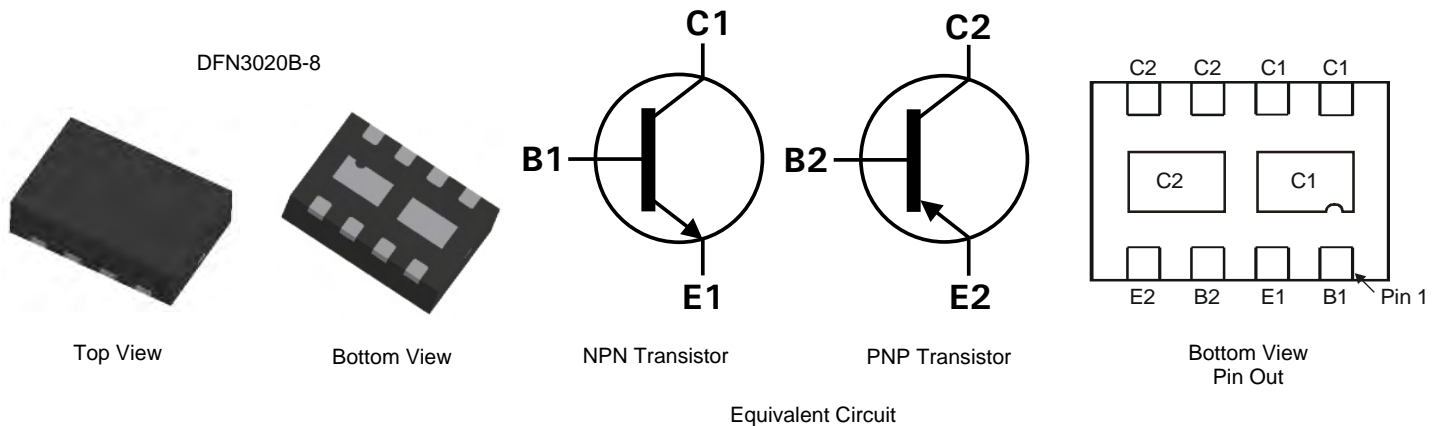 DFN3020B-8
Top View
Bottom View
C1
B1
E1
NPN Transistor
C2
B2
E2
PNP Transistor
Equivalent Circuit
C2 C2 C1 C1
C2 C1
E2 B2 E1 B1 Pin 1
Bottom View
Pin Out